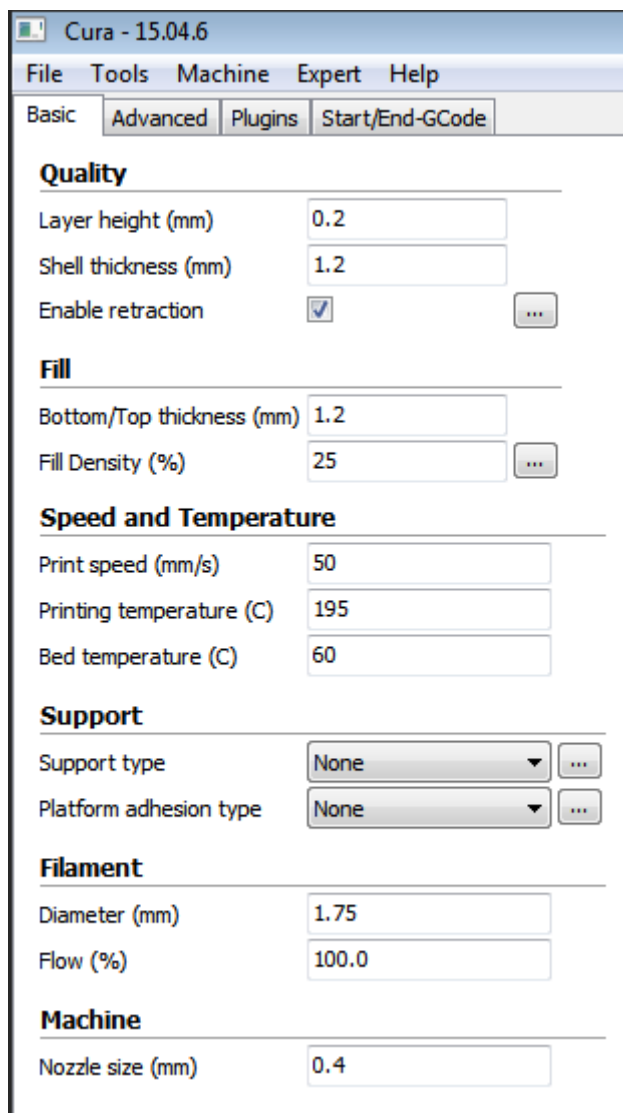 Cura - 15.04.6
File Tools Machine Expert Help
Basic Advanced Plugins Start/End-GCode
Quality
Layer height (mm) 0.2
Shell thickness (mm) 1.2
Enable retraction ...
Fill
Bottom/Top thickness (mm) 1.2
Fill Density (%) 25 ...
Speed and Temperature
Print speed (mm/s) 50
Printing temperature (C) 195
Bed temperature (C) 60
Support
Support type None ...
Platform adhesion type None ...
Filament
Diameter (mm) 1.75
Flow (%) 100.0
Machine
Nozzle size (mm) 0.4